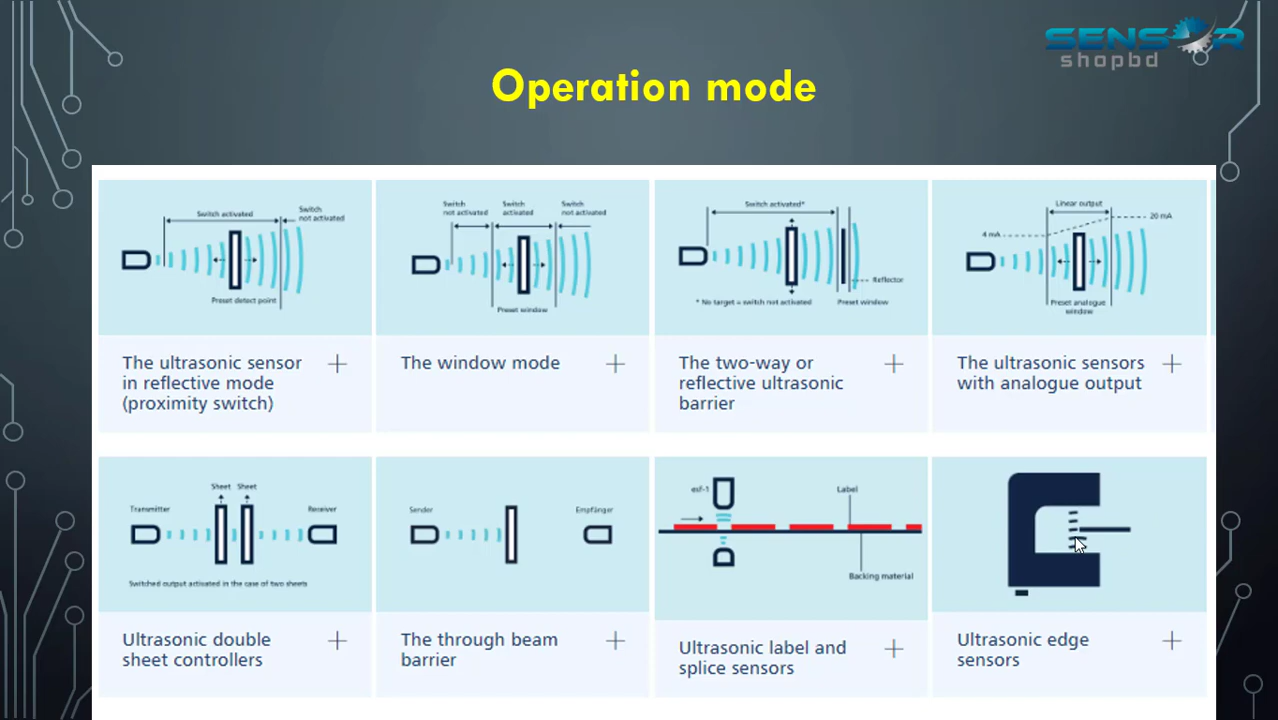 SENSOR
shopbd
Operation mode
Switch activated
Switch
not activated
Preset detect point
The ultrasonic sensor
in reflective mode
(proximity switch)
Switch
not activated
Switch
activated
Switch
not activated
Preset window
The window mode
Switch activated*
Reflector
* No target = switch not activated
Preset window
The two-way or
reflective ultrasonic
barrier
Linear output
20 mA
4 mA
Preset analogue
window
The ultrasonic sensors
with analogue output
Sheet Sheet
Transmitter
Receiver
Switched output activated in the case of two sheets
Ultrasonic double
sheet controllers
Sender
Empfänger
The through beam
barrier
esf-1
Label
Backing material
Ultrasonic label and
splice sensors
Ultrasonic edge
sensors